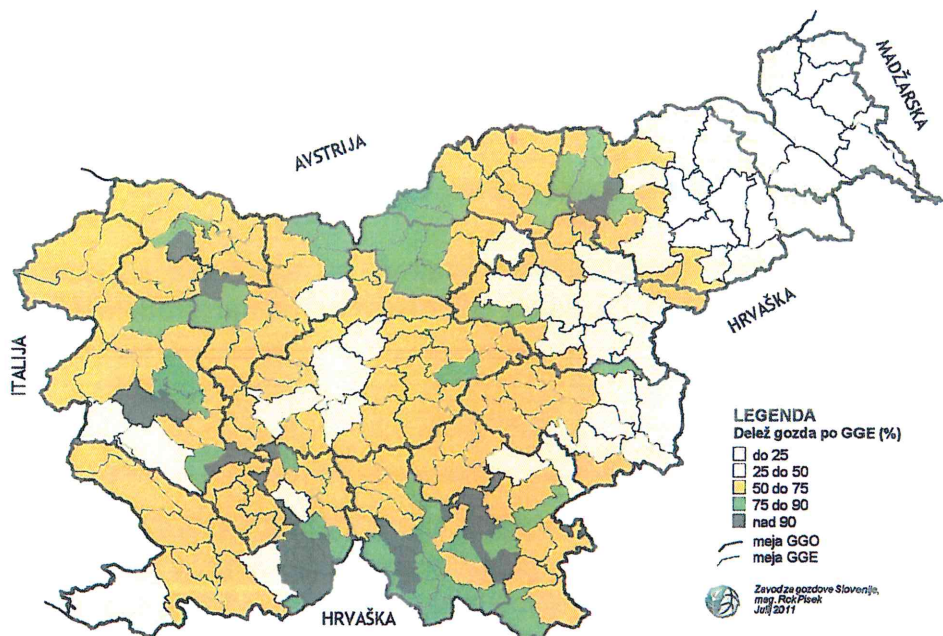 MADŽARSKA
AVSTRIJA
HRVAŠKA
ITALIJA
LEGENDA
Delež gozda po GGE (%)
do 25
25 do 50
50 do 75
75 do 90
nad 90
meja GGO
meja GGE
Zavod za gozdove Slovenije,
mag. Rok Pisek
Julij 2011
HRVAŠKA